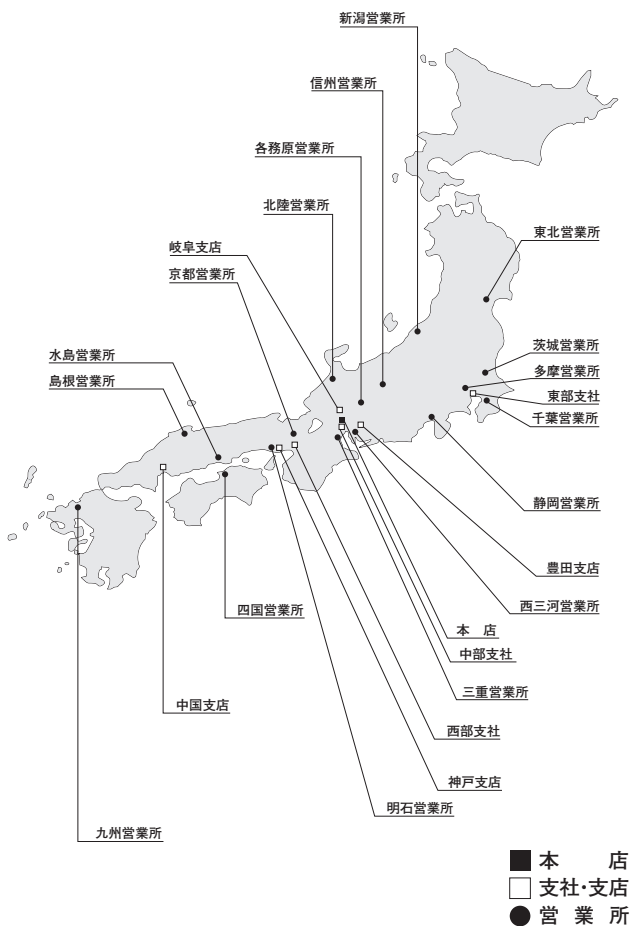 新潟営業所
信州営業所
各務原営業所
北陸営業所
東北営業所
岐阜支店
京都営業所
茨城営業所
水島営業所
多摩営業所
島根営業所
東部支社
千葉営業所
静岡営業所
豊田支店
西三河営業所
四国営業所
本　店
中部支社
三重営業所
中国支店
西部支社
神戸支店
明石営業所
九州営業所
本　店
支社・支店
営 業 所